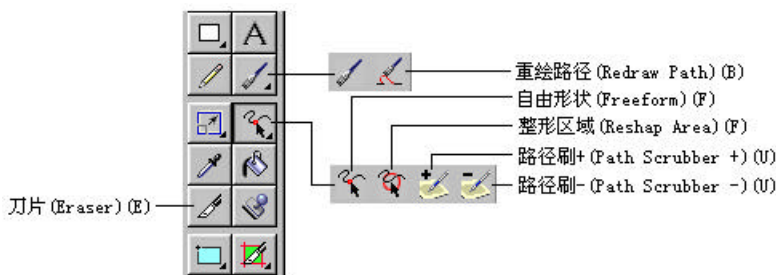 A
重绘路径(Redraw Path)(B)
自由形状(Freeform)(F)
整形区域(Reshap Area)(F)
路径刷+(Path Scrubber +)(U)
路径刷-(Path Scrubber -)(U)
刀片(Eraser)(E)